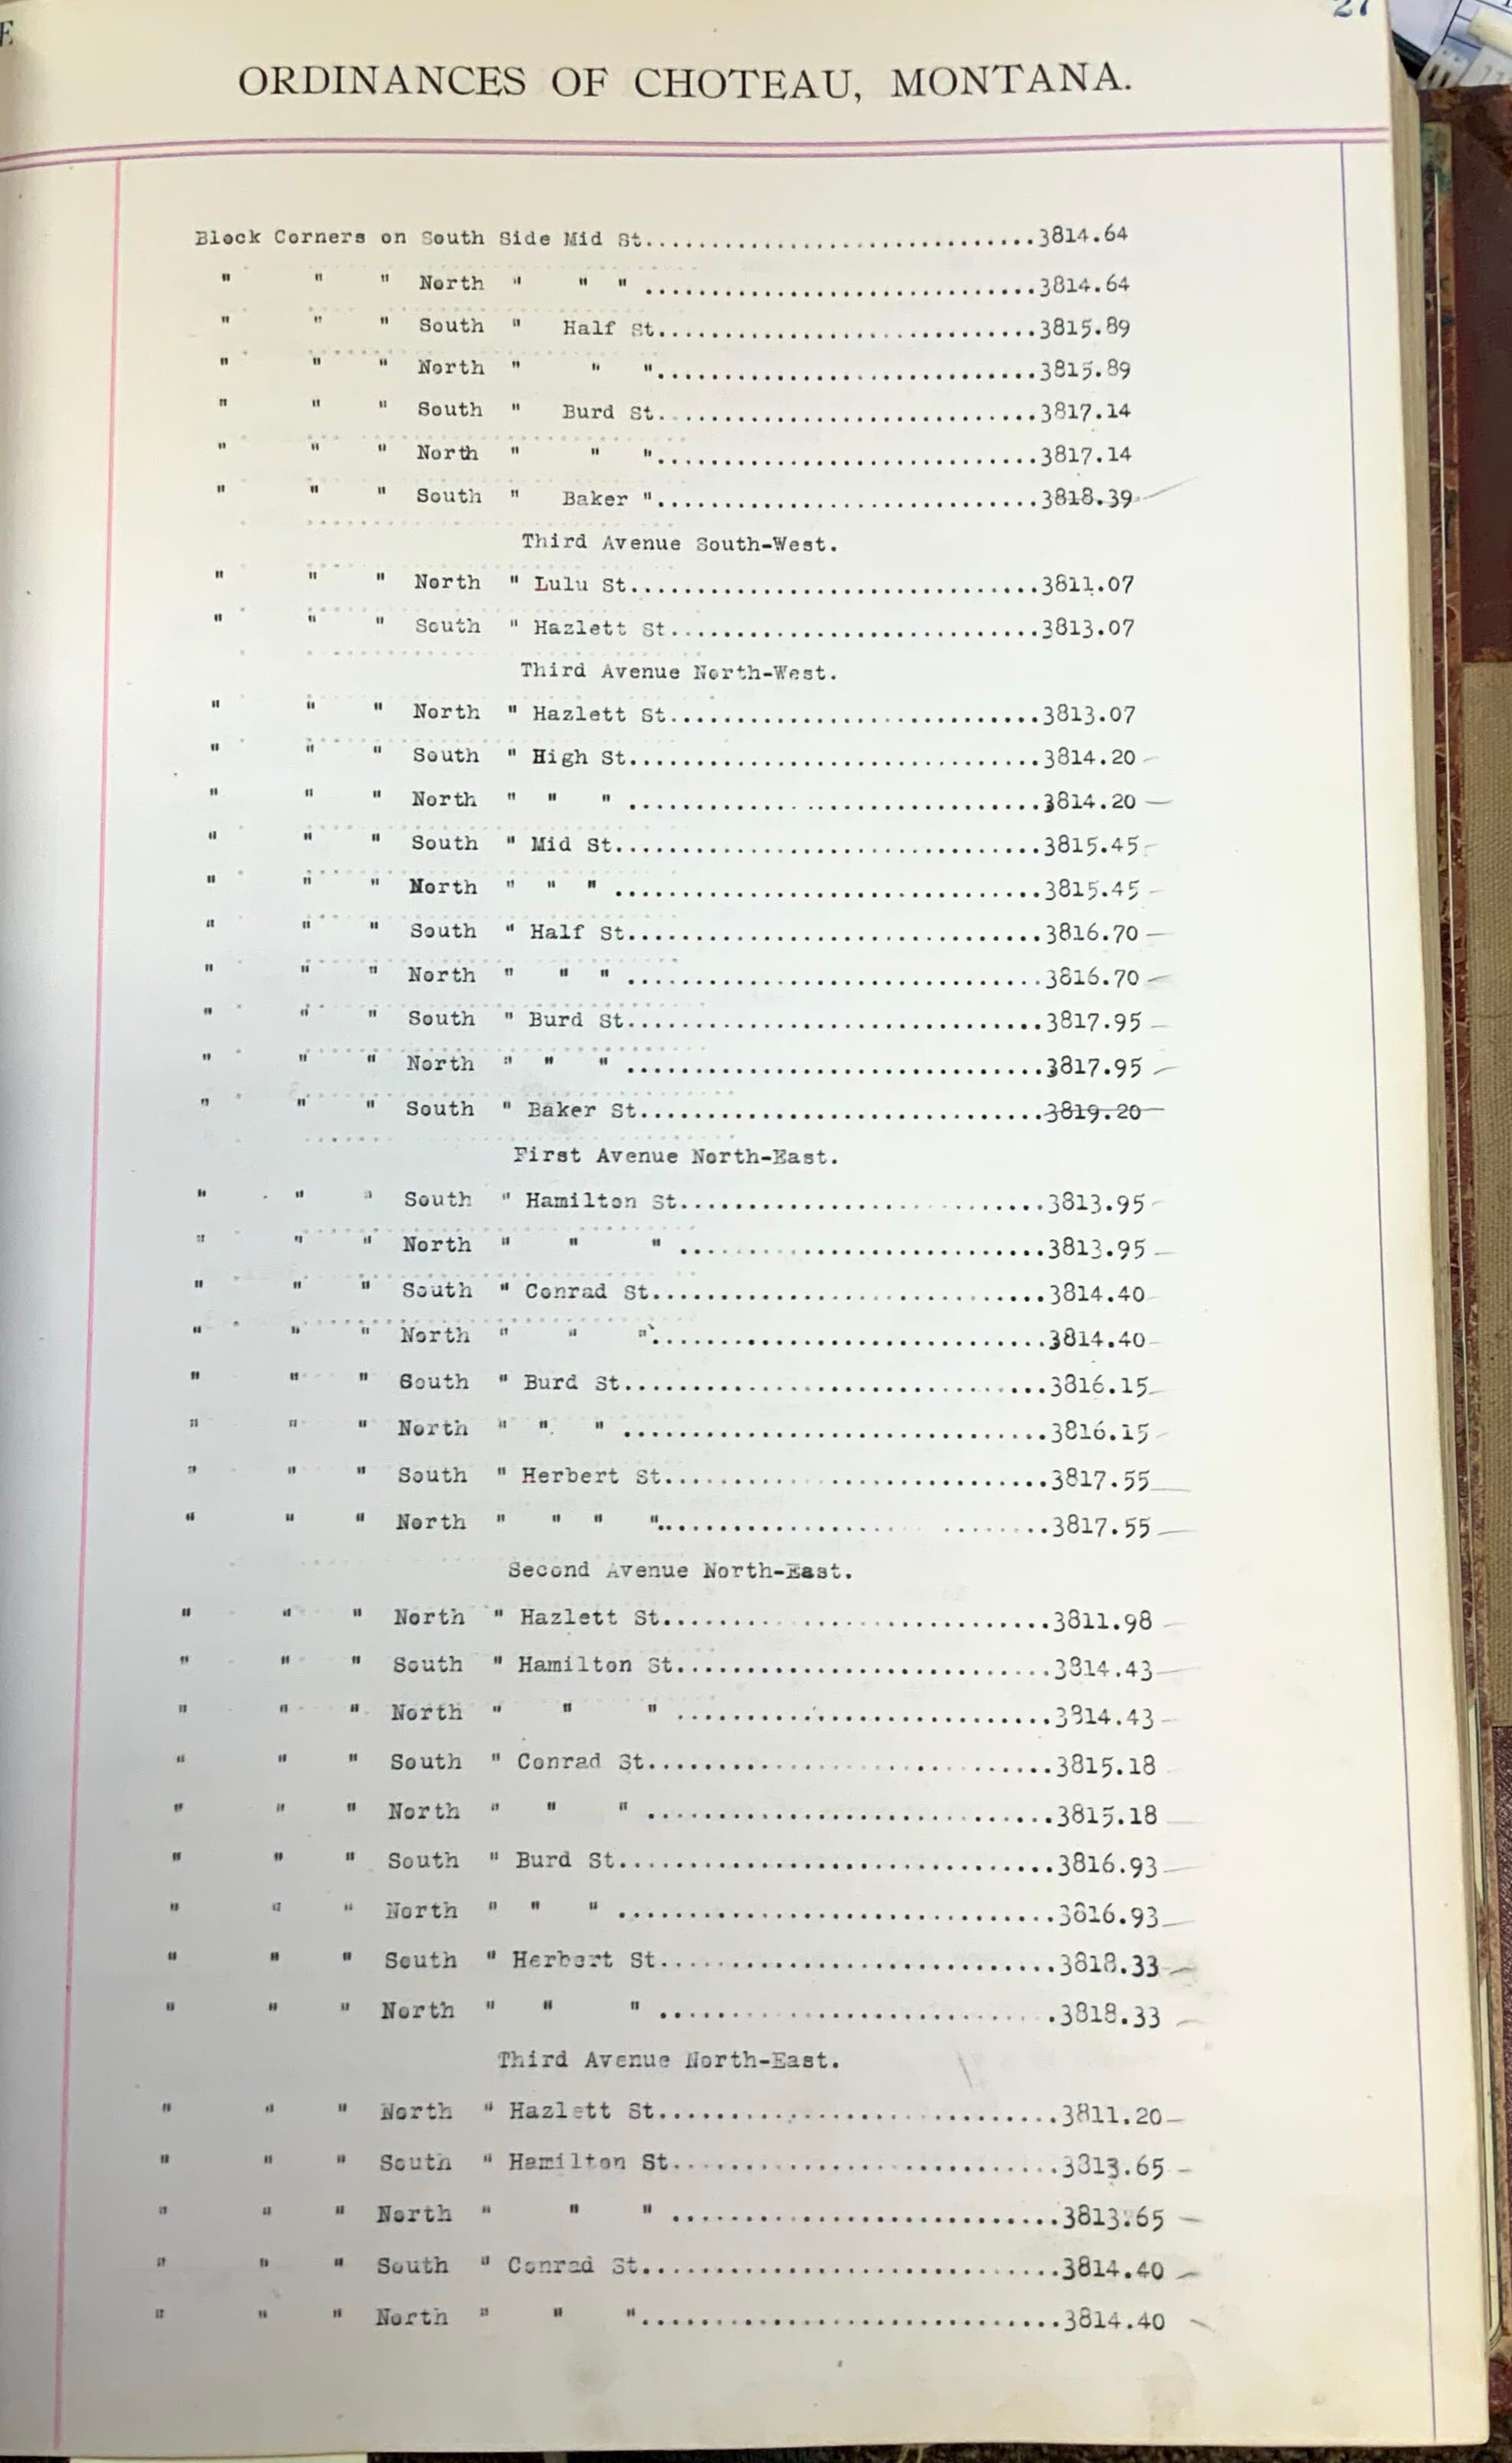 27
ORDINANCES OF CHOTEAU, MONTANA.
Block Corners on South Side Mid St....................................3814.64
" " " North " " " ....................................3814.64
" " " South " Half St....................................3815.89
" " " North " " "....................................3815.89
" " " South " Burd St....................................3817.14
" " " North " " "....................................3817.14
" " " South " Baker "....................................3818.39
Third Avenue South-West.
" " " North " Lulu St....................................3811.07
" " " South " Hazlett St....................................3813.07
Third Avenue North-West.
" " " North " Hazlett St....................................3813.07
" " " South " High St....................................3814.20
" " " North " " " ....................................3814.20
" " " South " Mid St....................................3815.45
" " " North " " " ....................................3815.45
" " " South " Half St....................................3816.70
" " " North " " " ....................................3816.70
" " " South " Burd St....................................3817.95
" " " North " " " ....................................3817.95
" " " South " Baker St....................................3819.20
First Avenue North-East.
" " " South " Hamilton St....................................3813.95
" " " North " " " ....................................3813.95
" " " South " Conrad St....................................3814.40
" " " North " " "....................................3814.40
" " " South " Burd St....................................3816.15
" " " North " " " ....................................3816.15
" " " South " Herbert St....................................3817.55
" " " North " " " "....................................3817.55
Second Avenue North-East.
" " " North " Hazlett St....................................3811.98
" " " South " Hamilton St....................................3814.43
" " " North " " " ....................................3814.43
" " " South " Conrad St....................................3815.18
" " " North " " " ....................................3815.18
" " " South " Burd St....................................3816.93
" " " North " " " ....................................3816.93
" " " South " Herbert St....................................3818.33
" " " North " " " ....................................3818.33
Third Avenue North-East.
" " " North " Hazlett St....................................3811.20
" " " South " Hamilton St....................................3813.65
" " " North " " " ....................................3813.65
" " " South " Conrad St....................................3814.40
" " " North " " "....................................3814.40